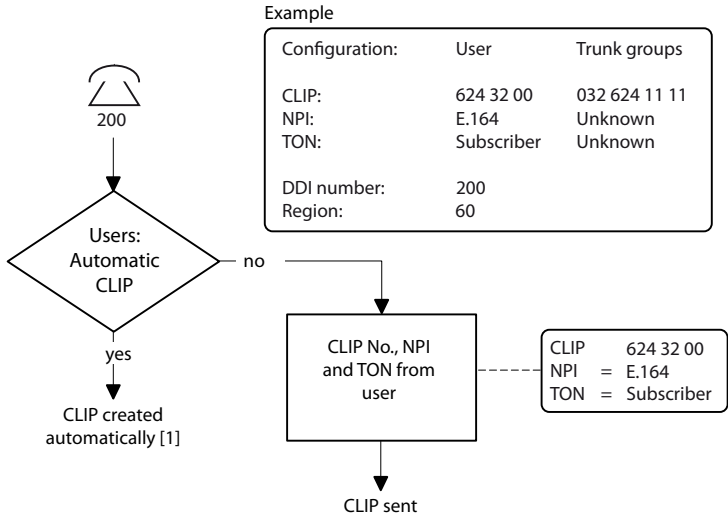 Example
Configuration: User Trunk groups
CLIP: 624 32 00 032 624 11 11
NPI: E.164 Unknown
TON: Subscriber Unknown
DDI number: 200
Region: 60
200
Users:
Automatic
CLIP
no
yes
CLIP created
automatically [1]
CLIP No., NPI
and TON from
user
CLIP 624 32 00
NPI = E.164
TON = Subscriber
CLIP sent